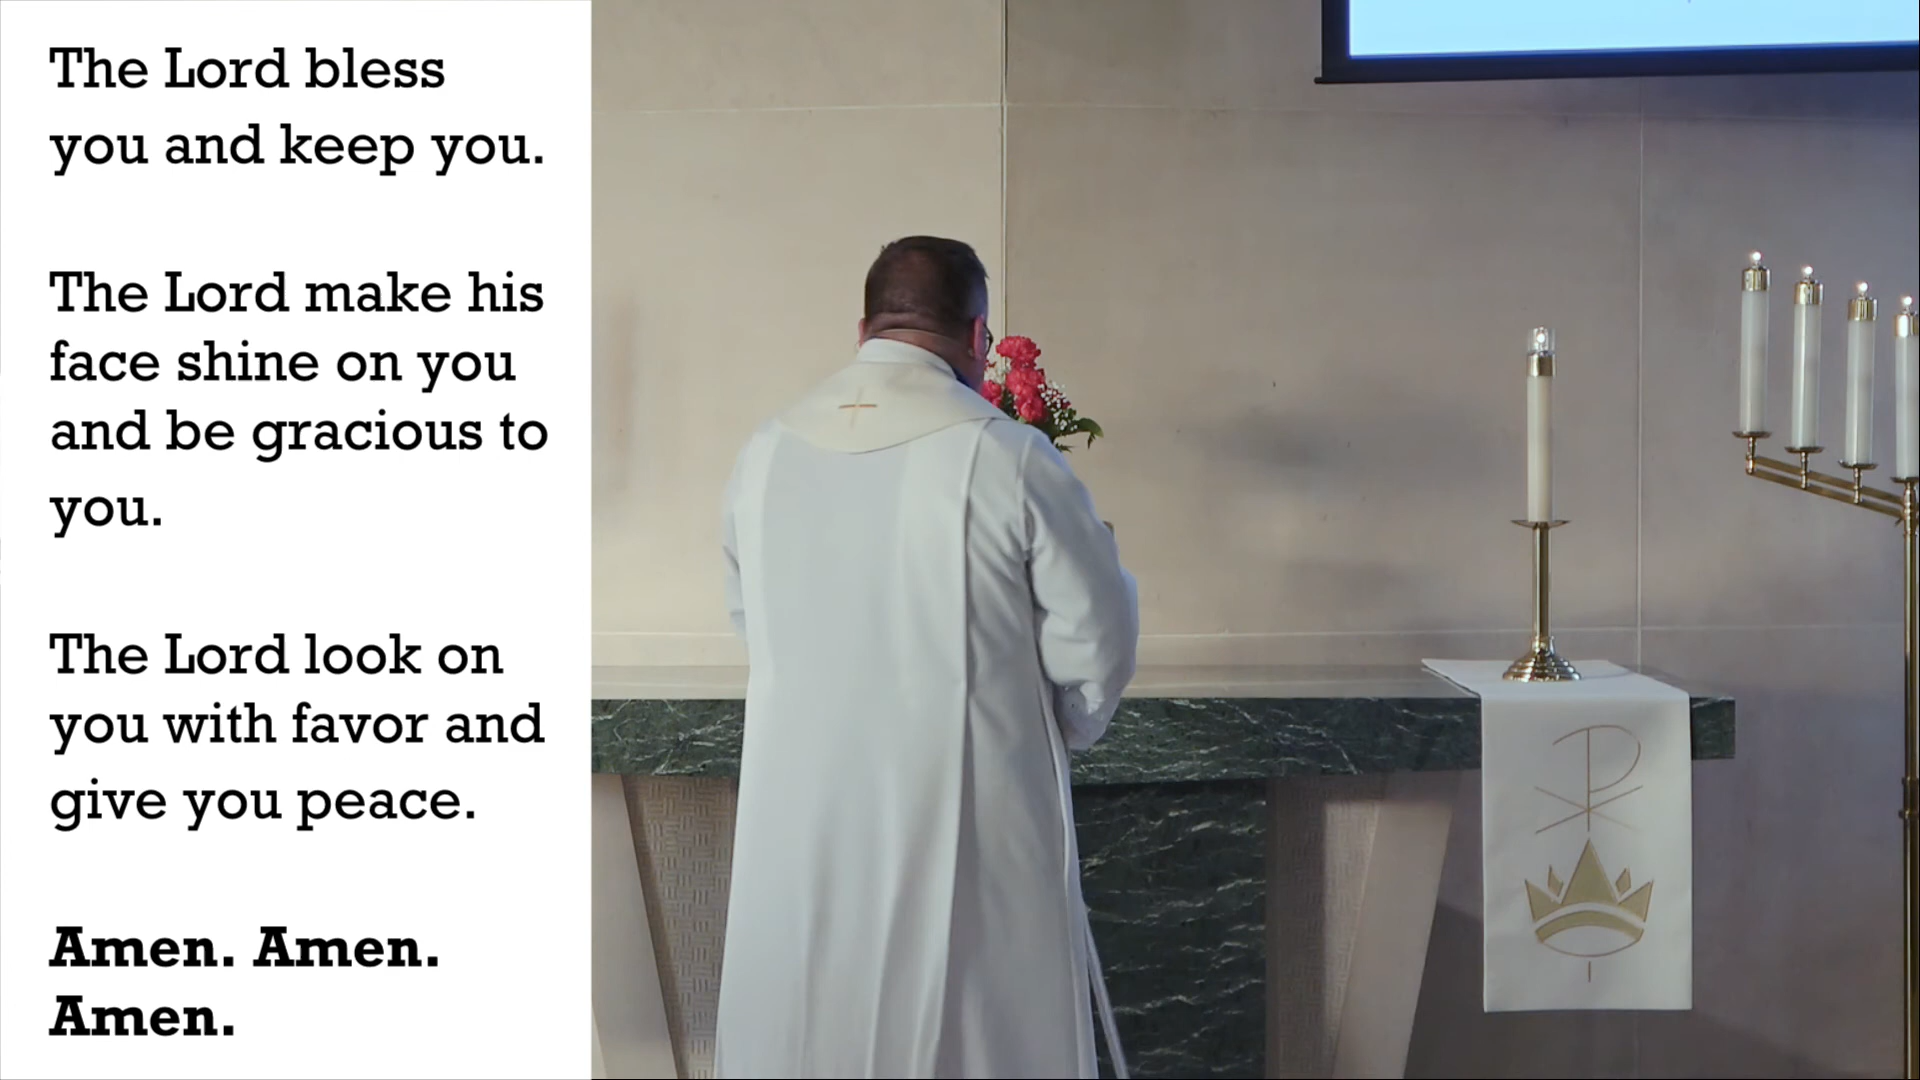 The Lord bless
you and keep you.
The Lord make his
face shine on you
and be gracious to
you.
The Lord look on
you with favor and
give you peace.
Amen. Amen.
Amen.